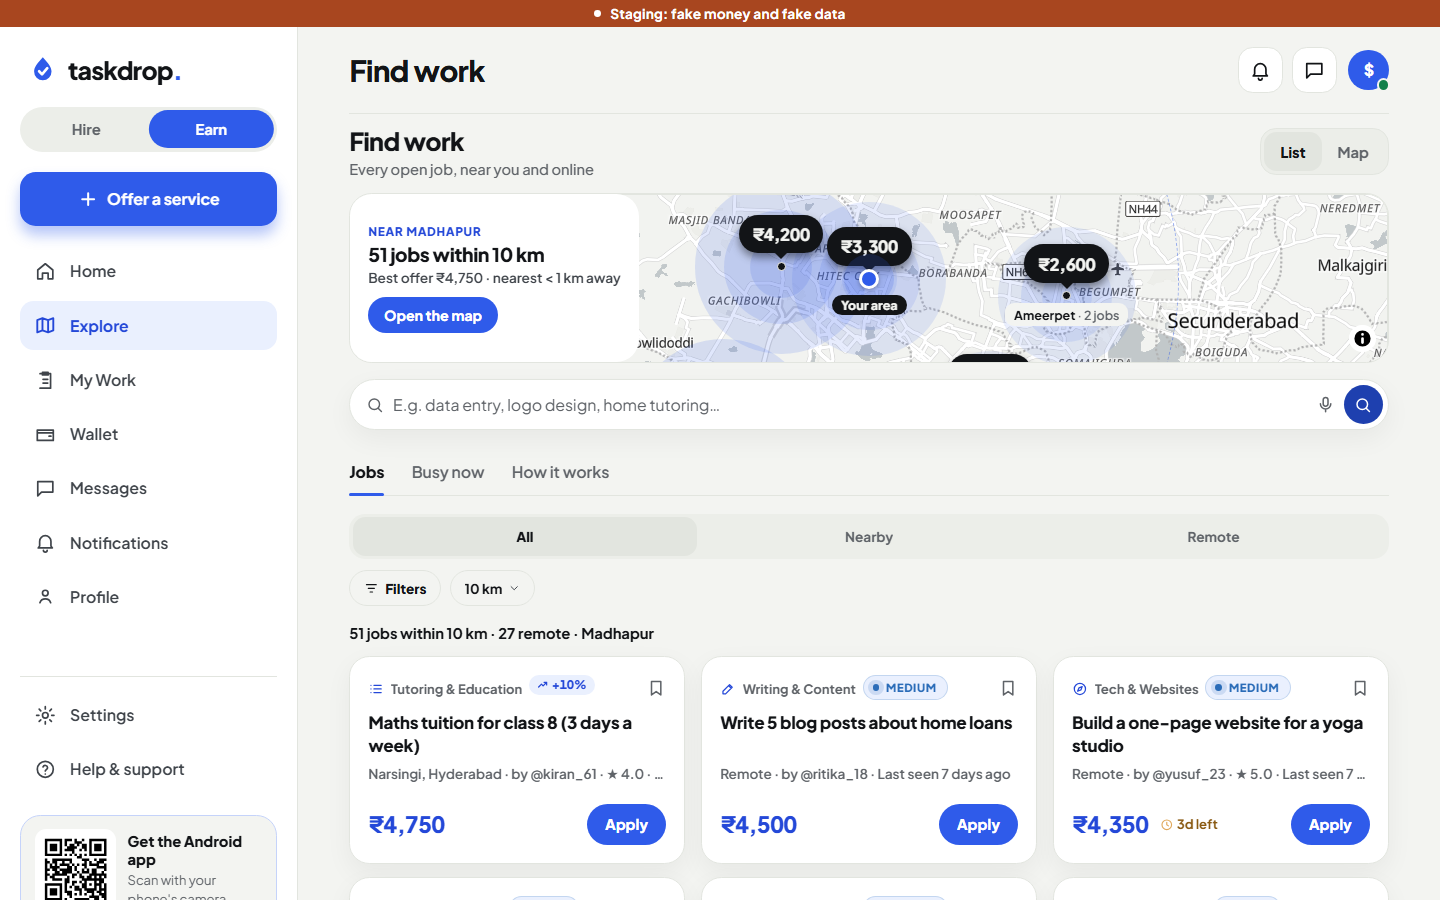 Staging: fake money and fake data
taskdrop.
Hire
Earn
Offer a service
Home
Explore
My Work
Wallet
Messages
Notifications
Profile
Settings
Help & support
Get the Android
app
Scan with your
phone's camera
Find work
$
Find work
Every open job, near you and online
List
Map
NEAR MADHAPUR
51 jobs within 10 km
Best offer ₹4,750 · nearest < 1 km away
Open the map
MASJID BANDA
₹4,200
₹3,300
MOOSAPET
NH44
NEREDMET
HITEC
BORABANDA
₹2,600
Malkajgiri
GACHIBOWLI
Your area
BEGUMPET
Ameerpet · 2 jobs
Secunderabad
owlidoddi
BOIGUDA
E.g. data entry, logo design, home tutoring…
Jobs
Busy now
How it works
All
Nearby
Remote
Filters
10 km
51 jobs within 10 km · 27 remote · Madhapur
Tutoring & Education
+10%
Maths tuition for class 8 (3 days a
week)
Narsingi, Hyderabad · by @kiran_61 · ★ 4.0 · …
₹4,750
Apply
Writing & Content
MEDIUM
Write 5 blog posts about home loans
Remote · by @ritika_18 · Last seen 7 days ago
₹4,500
Apply
Tech & Websites
MEDIUM
Build a one-page website for a yoga
studio
Remote · by @yusuf_23 · ★ 5.0 · Last seen 7 …
₹4,350
3d left
Apply